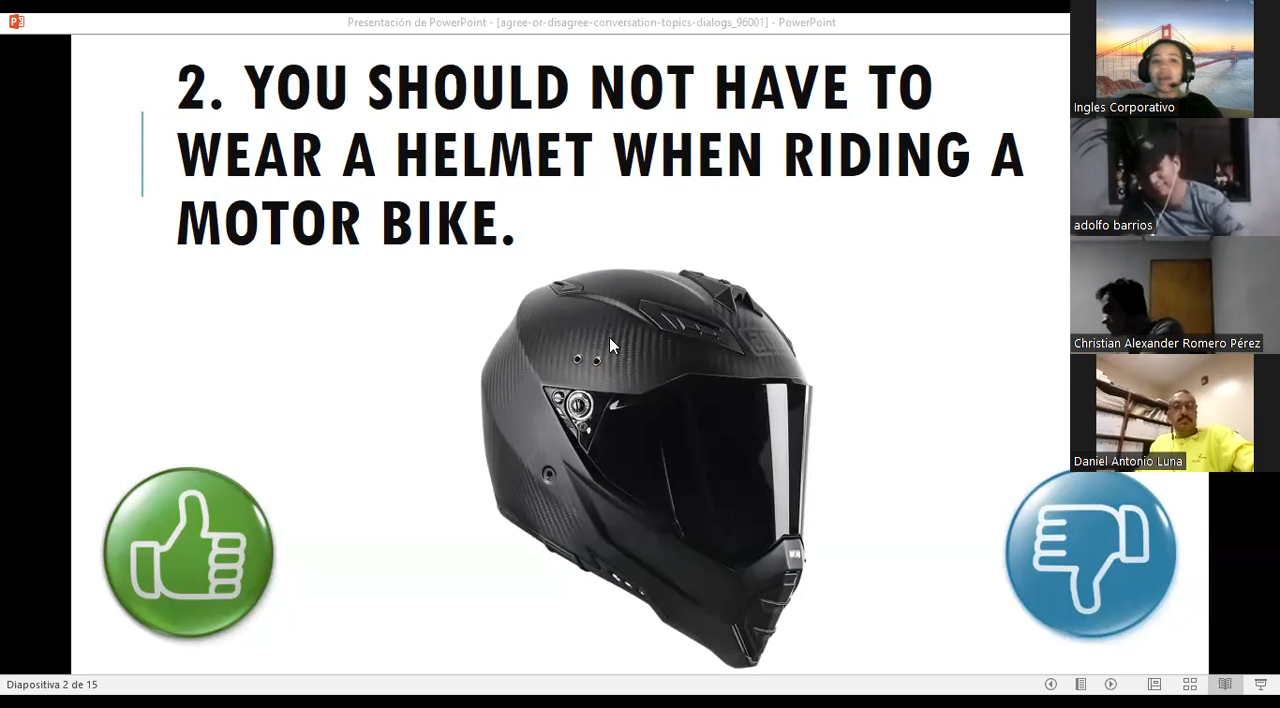 Presentación de PowerPoint - [agree-or-disagree-conversation-topics-dialogs_96001] - PowerPoint
2. YOU SHOULD NOT HAVE TO
WEAR A HELMET WHEN RIDING A
MOTOR BIKE.
Ingles Corporativo
adolfo barrios
Christian Alexander Romero Pérez
Daniel Antonio Luna
Diapositiva 2 de 15